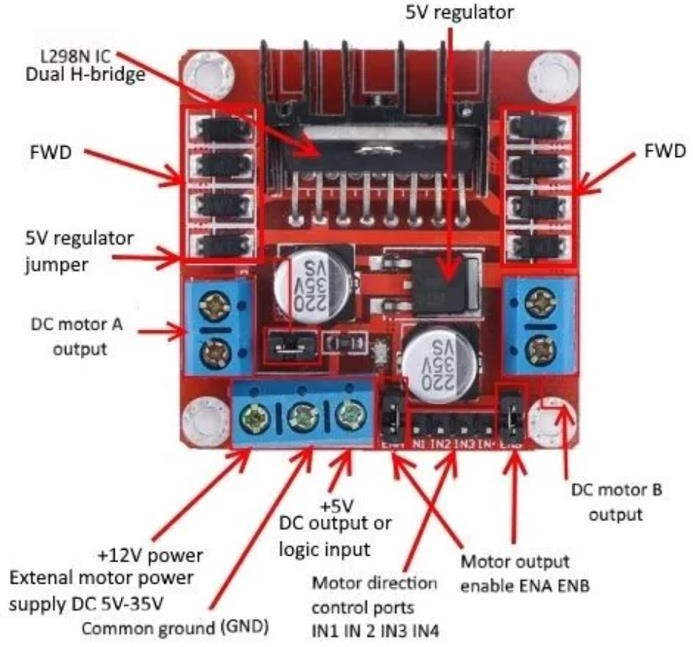 5V regulator
L298N IC
Dual H-bridge
FWD
FWD
5V regulator
jumper
220
35V
VS
DC motor A
output
220
35V
VS
ENA
IN2
IN3
ENB
DC motor B
output
+5V
DC output or
logic input
+12V power
Extenal motor power
supply DC 5V-35V
Common ground (GND)
Motor direction
control ports
IN1 IN 2 IN3 IN4
Motor output
enable ENA ENB